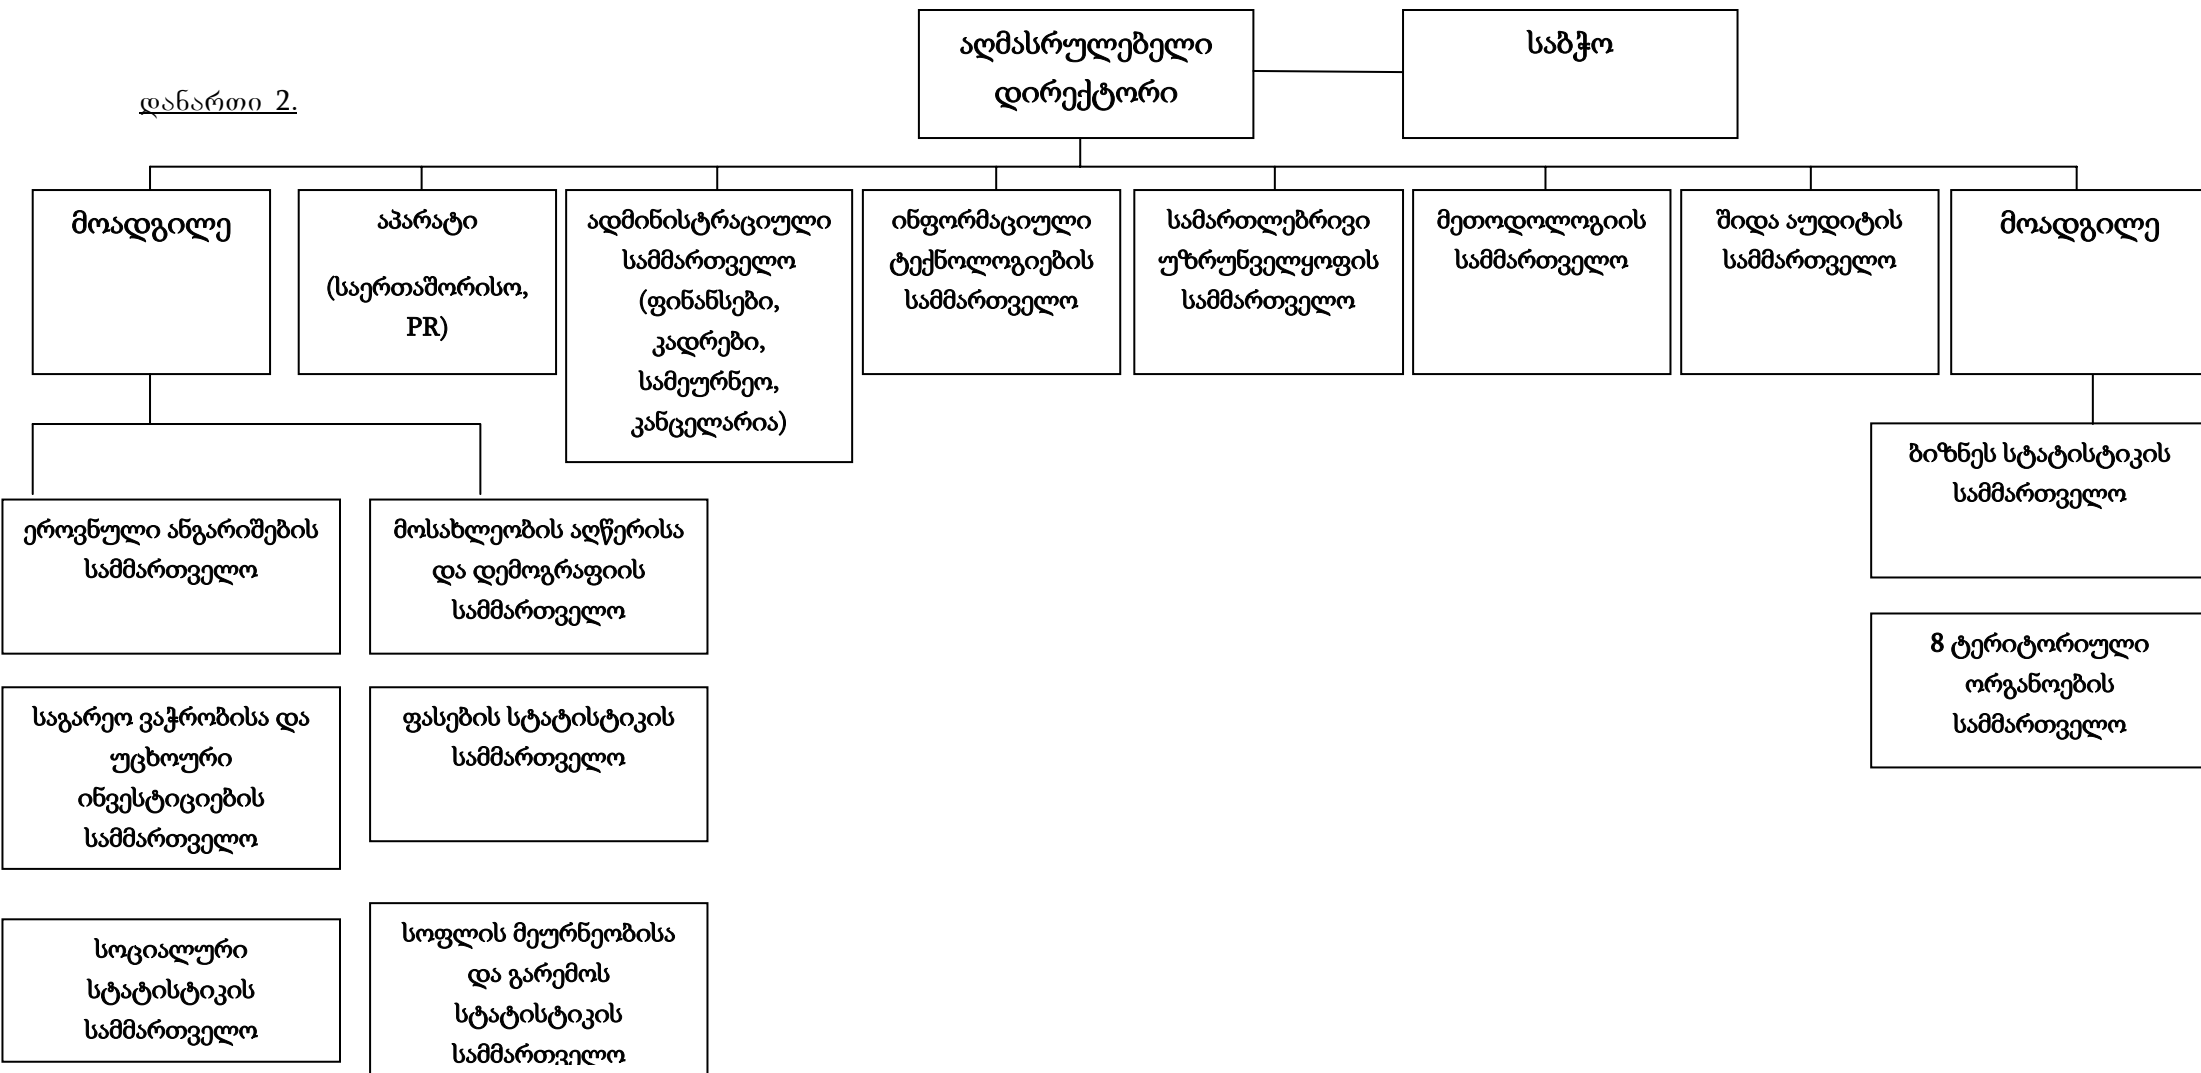 აღმასრულებელი
დირექტორი
საბჭო
დანართი 2.
მოადგილე
აპარატი
(საერთაშორისო,
PR)
ადმინისტრაციული
სამმართველო
(ფინანსები,
კადრები,
სამეურნეო,
კანცელარია)
ინფორმაციული
ტექნოლოგიების
სამმართველო
სამართლებრივი
უზრუნველყოფის
სამმართველო
მეთოდოლოგიის
სამმართველო
შიდა აუდიტის
სამმართველო
მოადგილე
ეროვნული ანგარიშების
სამმართველო
მოსახლეობის აღწერისა
და დემოგრაფიის
სამმართველო
საგარეო ვაჭრობისა და
უცხოური
ინვესტიციების
სამმართველო
ფასების სტატისტიკის
სამმართველო
სოციალური
სტატისტიკის
სამმართველო
სოფლის მეურნეობისა
და გარემოს
სტატისტიკის
სამმართველო
ბიზნეს სტატისტიკის
სამმართველო
8 ტერიტორიული
ორგანოების
სამმართველო